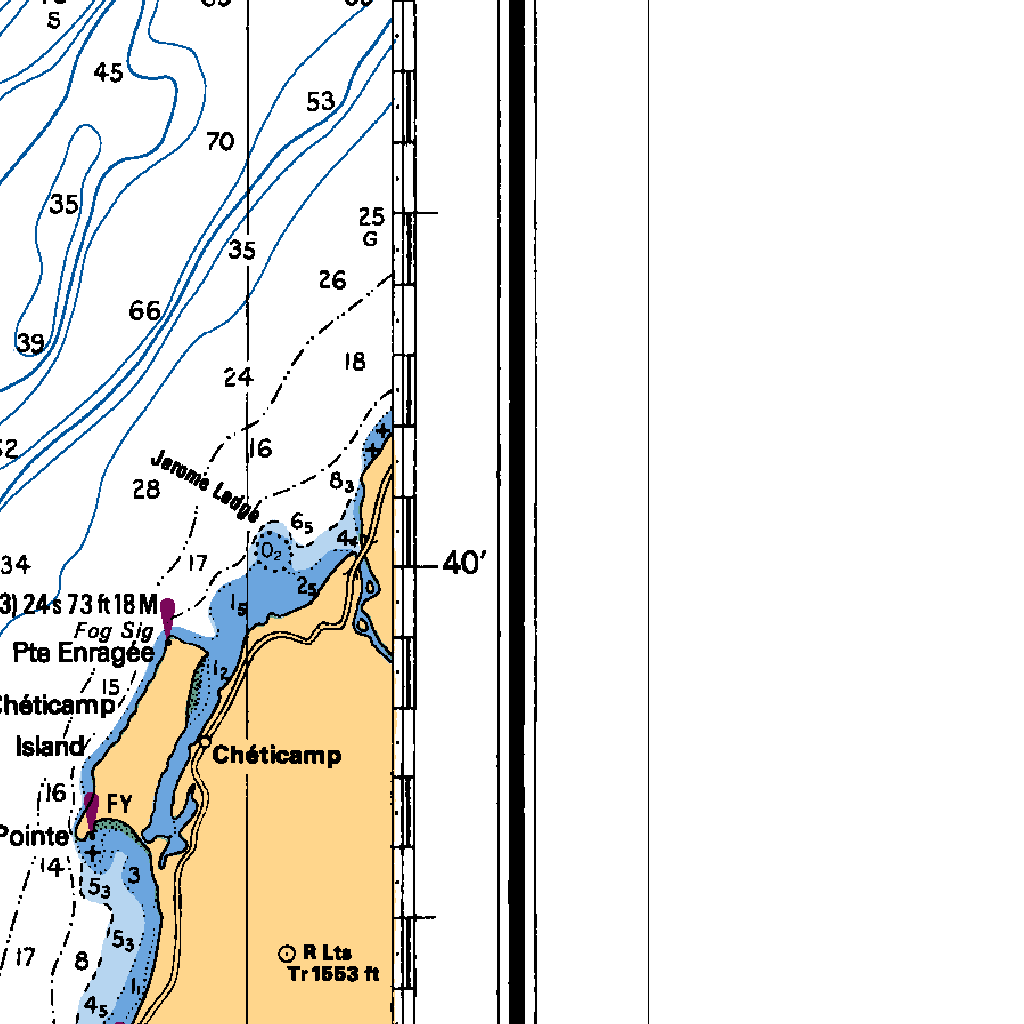 S
45
53
70
35
25
G
35
26
66
39
18
24
16
Jerome Ledge
28
8₃
6₅
4₄
O₂
34
17
40'
2₅
3) 24s 73 ft 18 M
1₅
Fog Sig
Pte Enragée
1₂
15
Chéticamp
Island
Chéticamp
16
FY
Pointe
14
3
5₃
5₃
17
8
R Lts
Tr 1553 ft
4₅
1₁